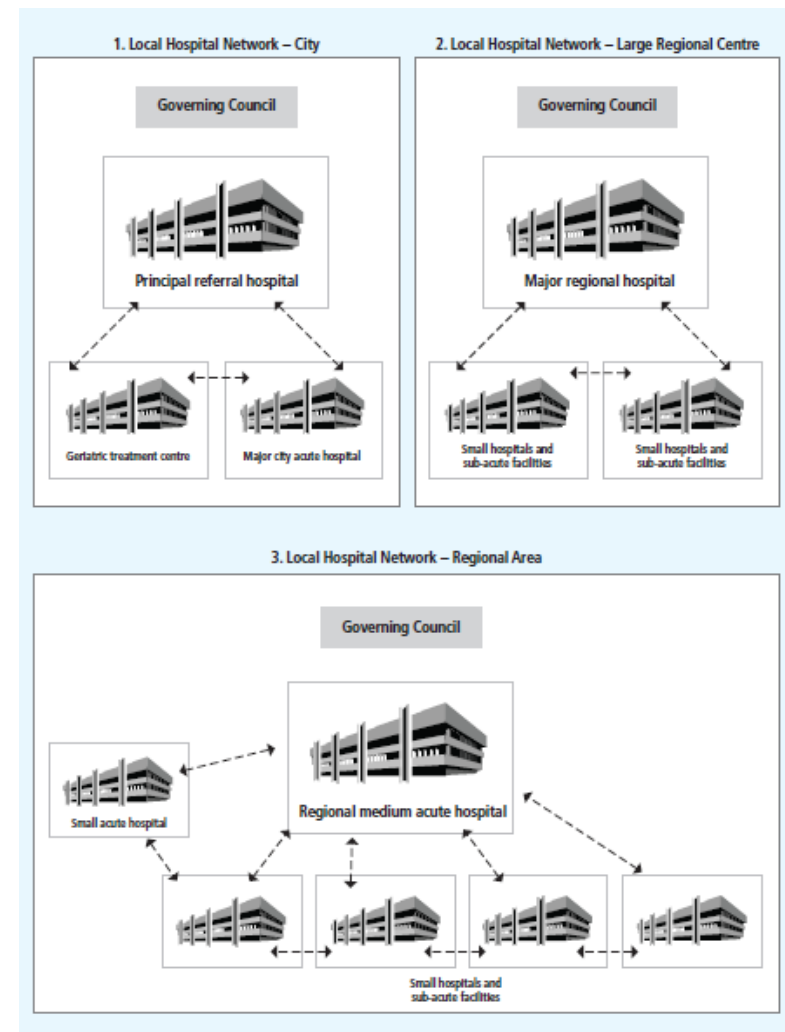 1. Local Hospital Network – City
Governing Council
Principal referral hospital
Geriatric treatment centre
Major city acute hospital
2. Local Hospital Network – Large Regional Centre
Governing Council
Major regional hospital
Small hospitals and
sub-acute facilities
Small hospitals and
sub-acute facilities
3. Local Hospital Network – Regional Area
Governing Council
Small acute hospital
Regional medium acute hospital
Small hospitals and
sub-acute facilities